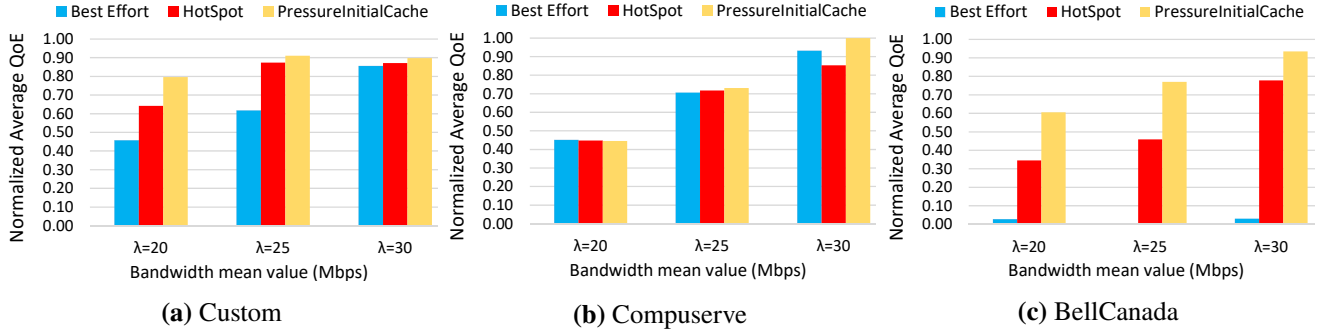 Best Effort HotSpot PressureInitialCache
Normalized Average QoE
1.00
0.90
0.80
0.70
0.60
0.50
0.40
0.30
0.20
0.10
0.00
λ=20 λ=25 λ=30
Bandwidth mean value (Mbps)
(a) Custom
Best Effort HotSpot PressureInitialCache
Normalized Average QoE
1.00
0.90
0.80
0.70
0.60
0.50
0.40
0.30
0.20
0.10
0.00
λ=20 λ=25 λ=30
Bandwidth mean value (Mbps)
(b) Compuserve
Best Effort HotSpot PressureInitialCache
Normalized Average QoE
1.00
0.90
0.80
0.70
0.60
0.50
0.40
0.30
0.20
0.10
0.00
λ=20 λ=25 λ=30
Bandwidth mean value (Mbps)
(c) BellCanada